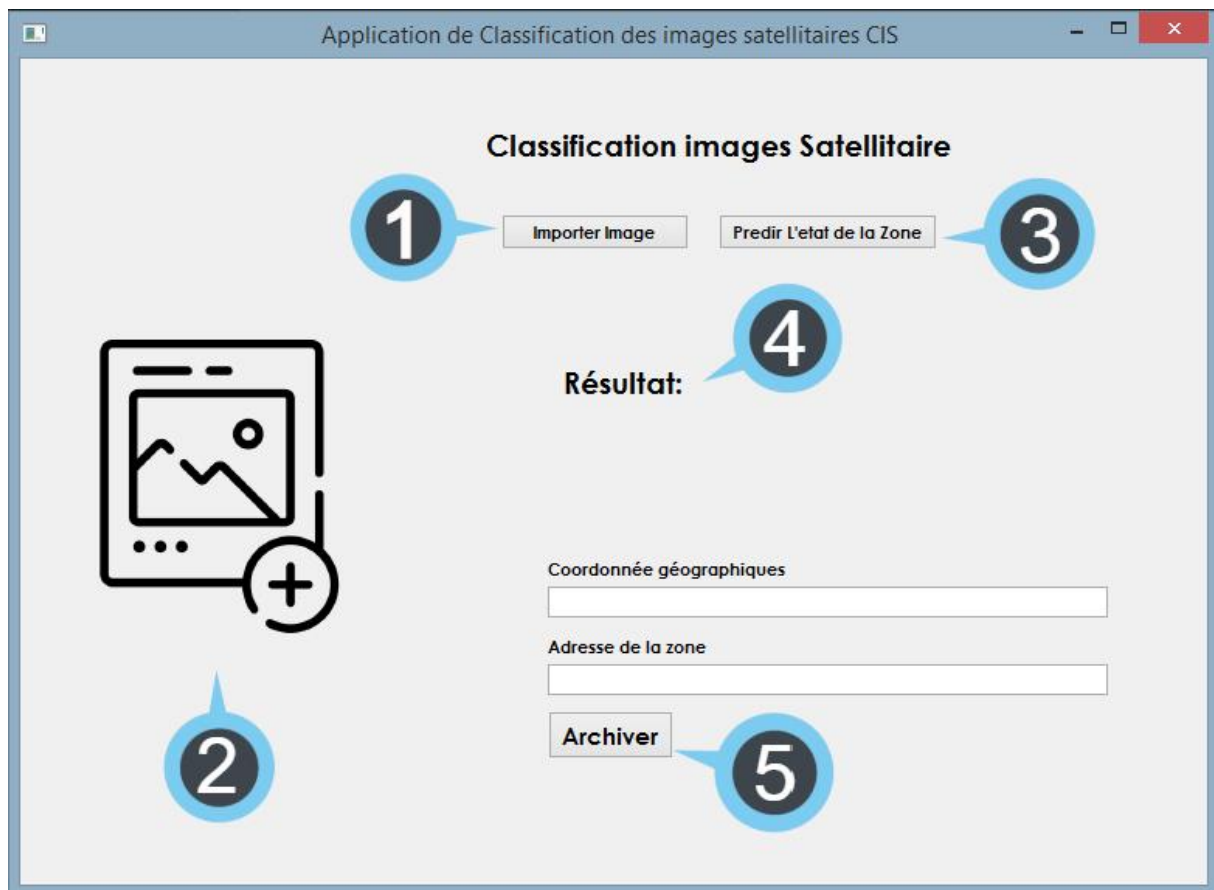 Application de Classification des images satellitaires CIS
Classification images Satellitaire
1
Importer Image
Predir L'etat de la Zone
3
4
Résultat:
Coordonnée géographiques
Adresse de la zone
2
Archiver
5